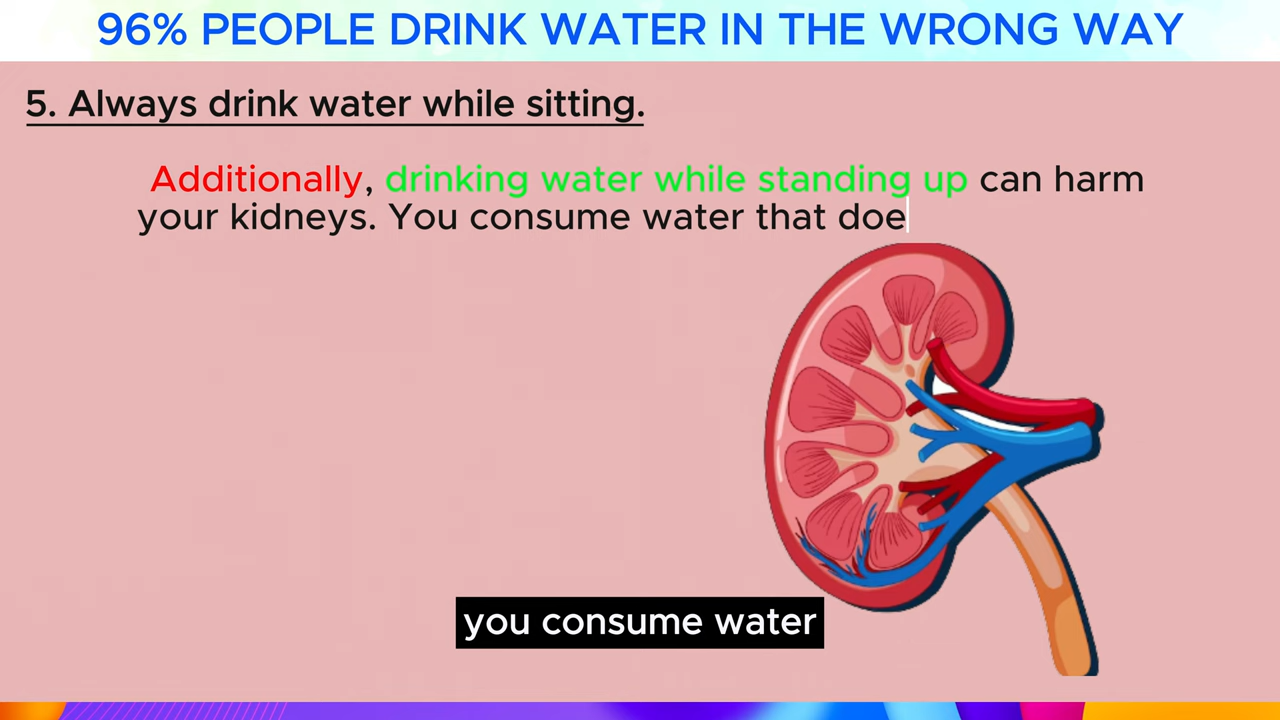 96% PEOPLE DRINK WATER IN THE WRONG WAY
5. Always drink water while sitting.
Additionally, drinking water while standing up can harm
your kidneys. You consume water that doe
you consume water